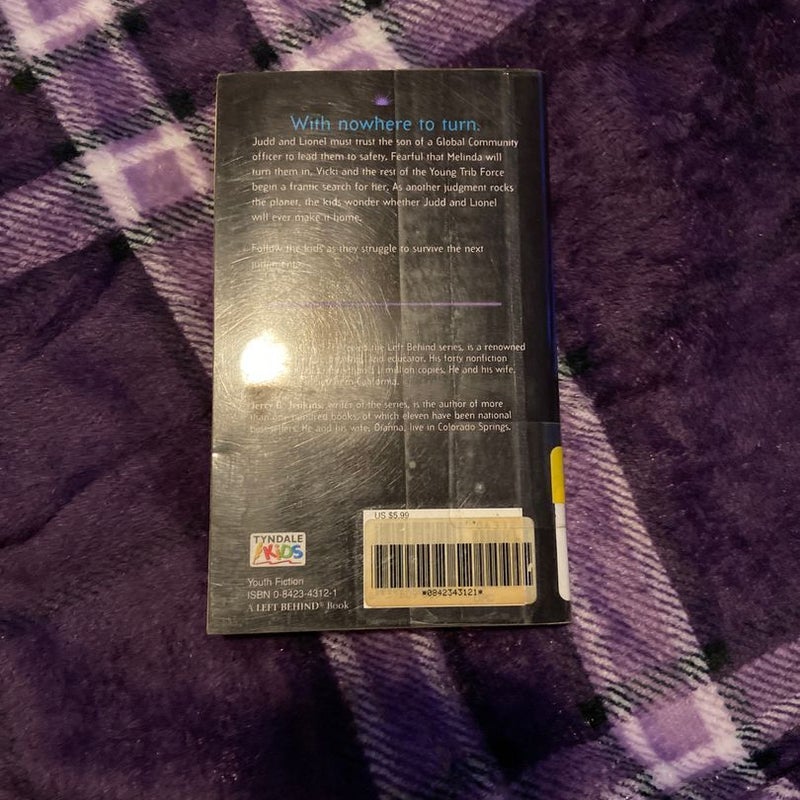 With nowhere to turn.
Judd and Lionel must trust the son of a Global Community
officer to lead them to safety. Fearful that Melinda will
turn them in, Vicki and the rest of the Young Trib Force
begin a frantic search for her. As another judgment rocks
the planet, the kids wonder whether Judd and Lionel
will ever make it home.
Follow the kids as they struggle to survive the next
judgments.
the Left Behind series, is a renowned
and educator. His forty nonfiction
million copies. He and his wife,
California.
Jerry B. Jenkins, writer of the series, is the author of more
than books, of which eleven have been national
best-sellers. He and his wife, Dianna, live in Colorado Springs.
US $5.99
TYNDALE
KiDS
Youth Fiction
ISBN 0-8423-4312-1
A LEFT BEHIND® Book
*0842343121*